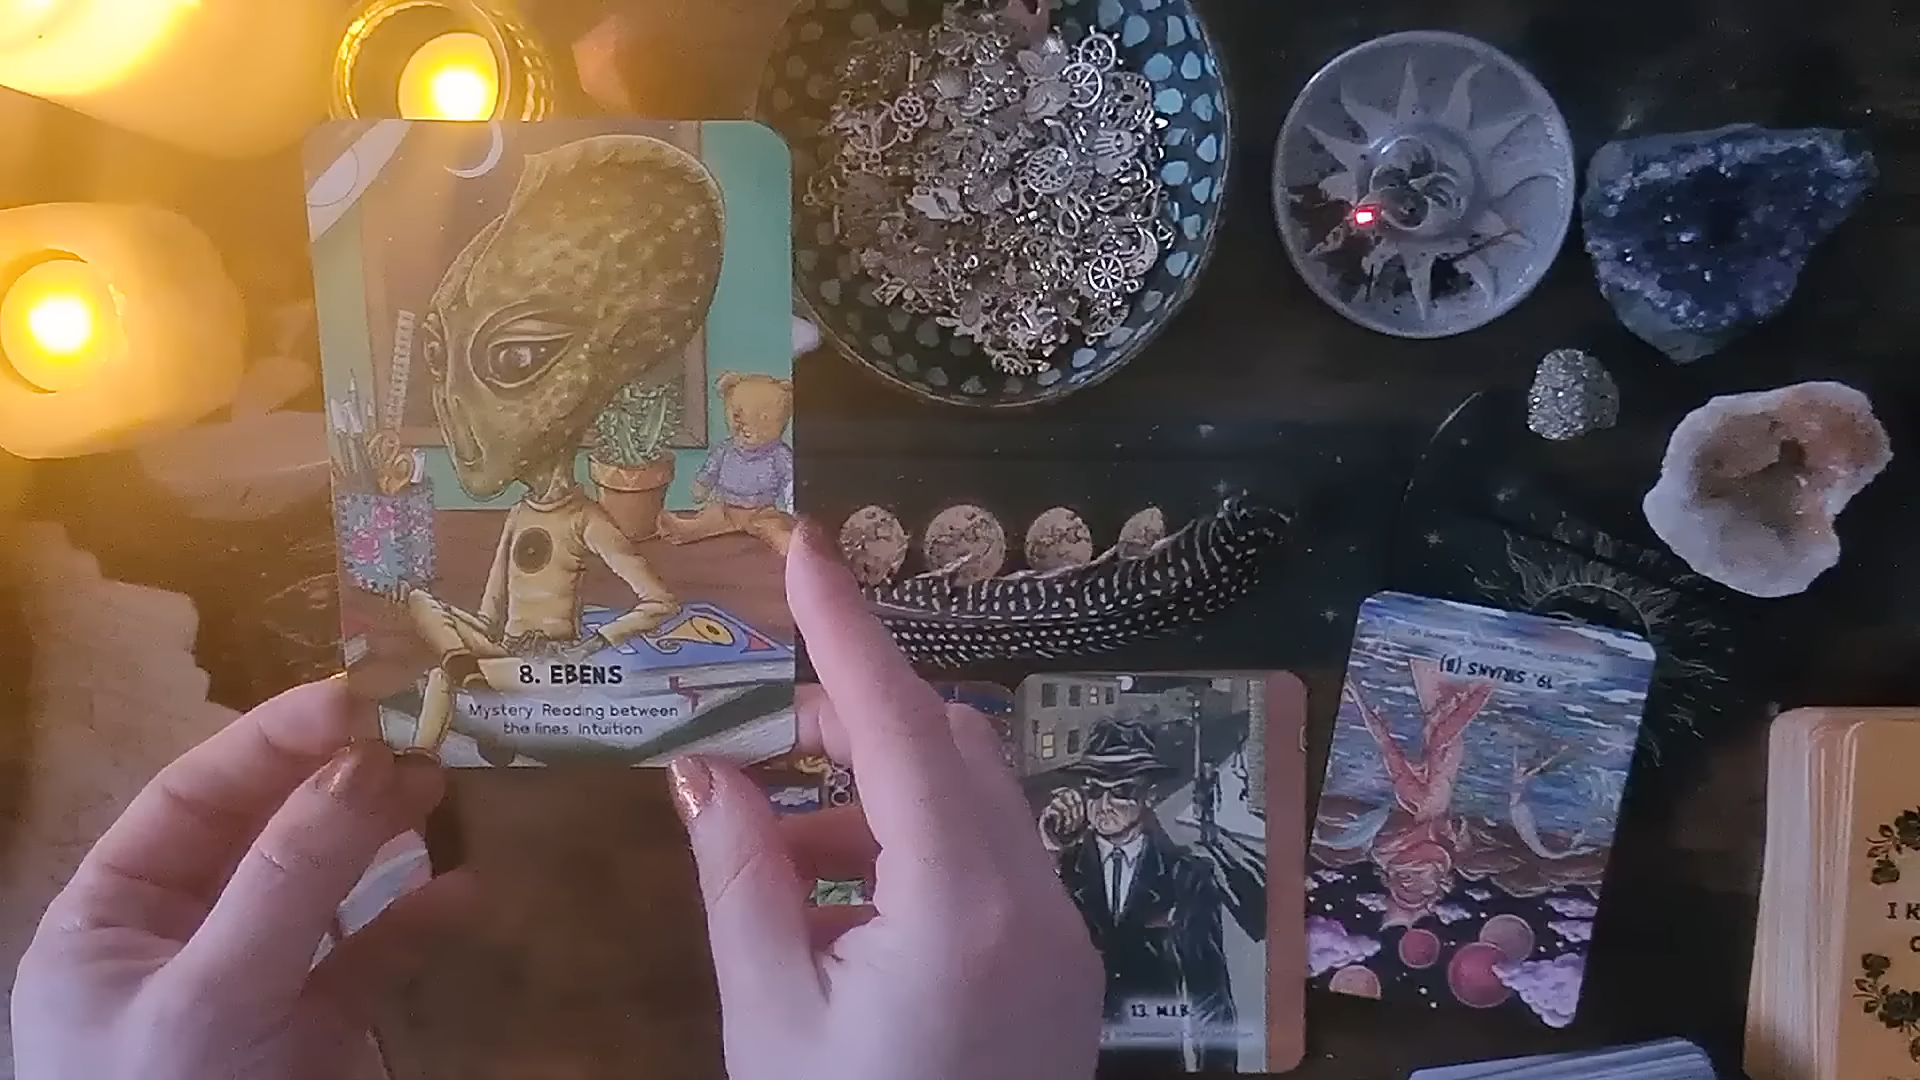 8. EBENS
Mystery. Reading between
the lines. Intuition
13. M.I.B
19. SIRIANS (B)
I K